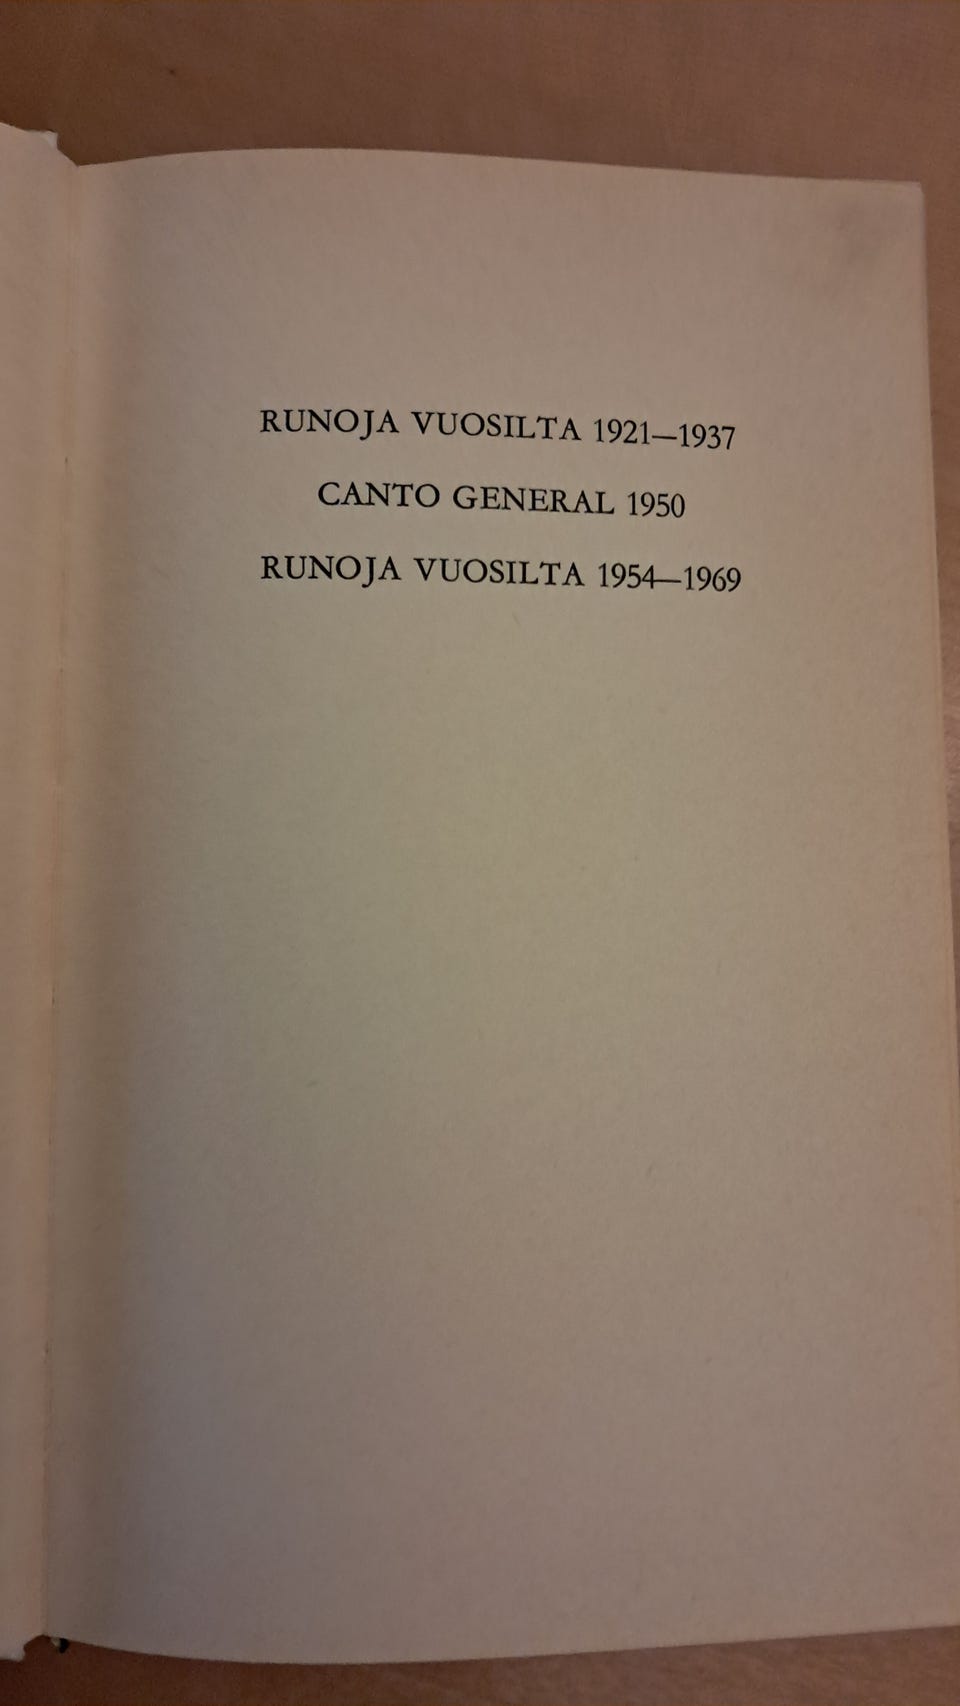 RUNOJA VUOSILTA 1921—1937
CANTO GENERAL 1950
RUNOJA VUOSILTA 1954—1969